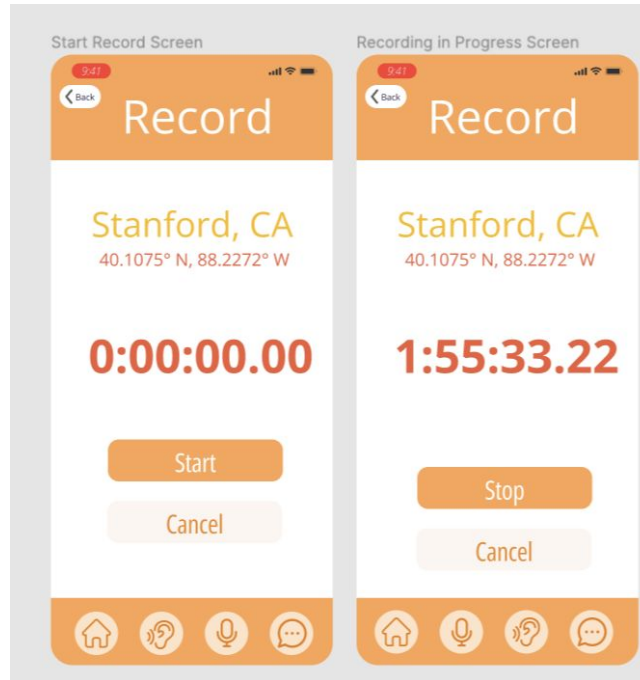 Start Record Screen
9:41
Back
Record
Stanford, CA
40.1075° N, 88.2272° W
0:00:00.00
Start
Cancel
Recording in Progress Screen
9:41
Back
Record
Stanford, CA
40.1075° N, 88.2272° W
1:55:33.22
Stop
Cancel